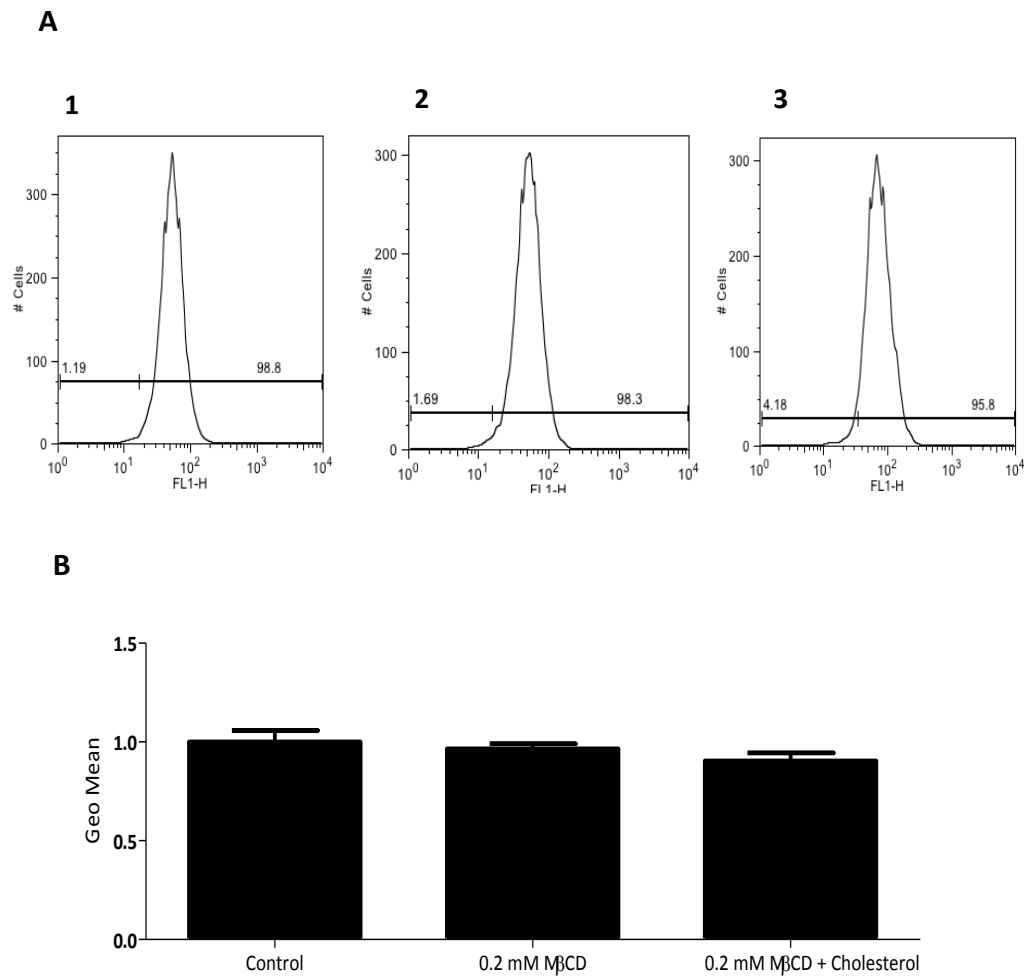 A
1
2
3
# Cells
300
200
100
0
1.19
98.8
10^0 10^1 10^2 10^3 10^4
FL1-H
# Cells
300
200
100
0
1.69
98.3
10^0 10^1 10^2 10^3 10^4
FL1-H
# Cells
300
200
100
0
4.18
95.8
10^0 10^1 10^2 10^3 10^4
FL1-H
B
Geo Mean
1.5
1.0
0.5
0.0
Control
0.2 mM MβCD
0.2 mM MβCD + Cholesterol